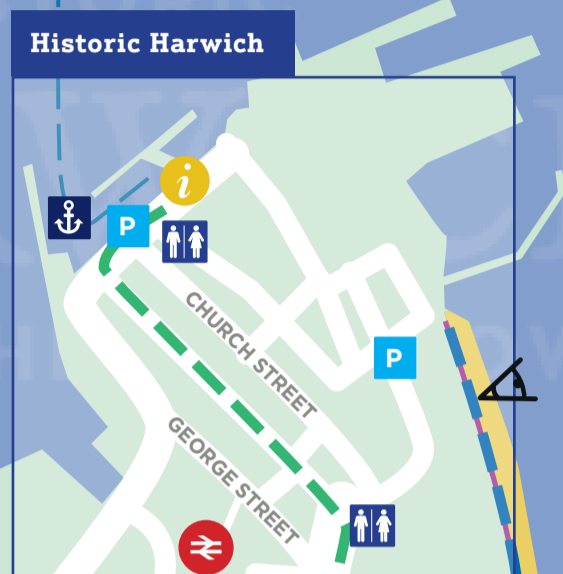 Historic Harwich
i
P
CHURCH STREET
P
GEORGE STREET